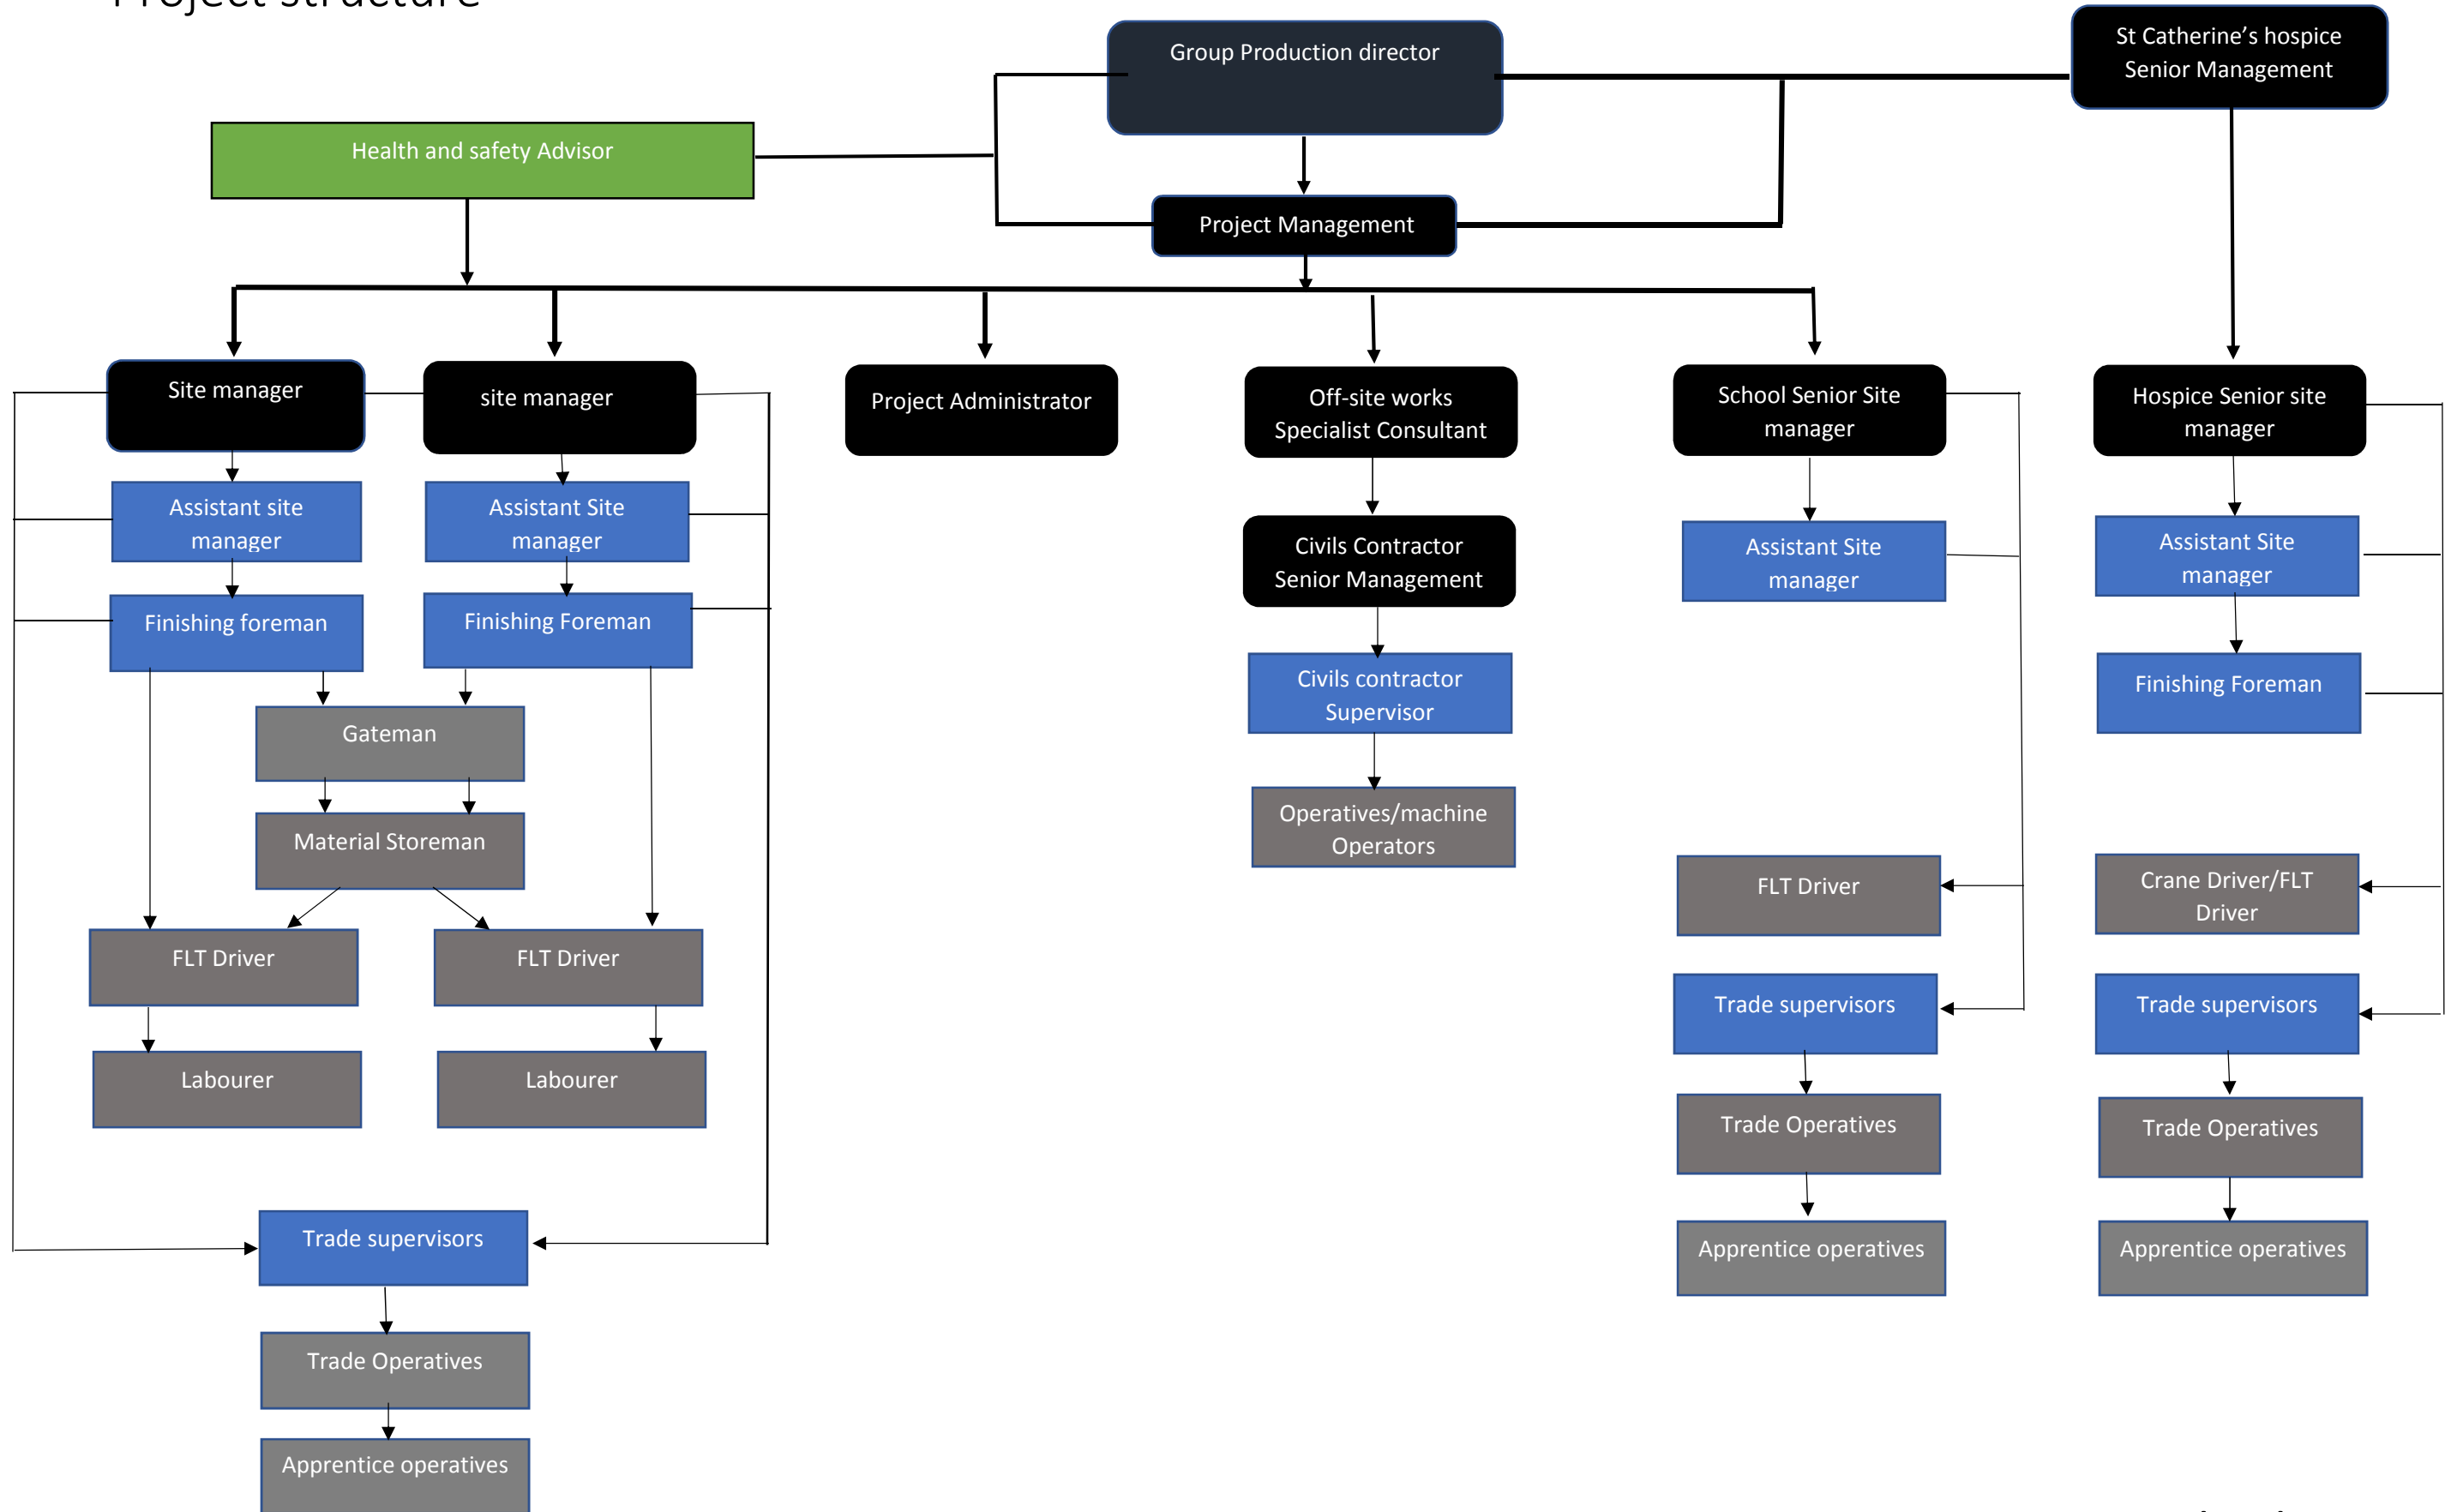 Project structure
Group Production director
St Catherine’s hospice
Senior Management
Health and safety Advisor
Project Management
Site manager
site manager
Project Administrator
Off-site works
Specialist Consultant
School Senior Site
manager
Hospice Senior site
manager
Assistant site
manager
Assistant Site
manager
Civils Contractor
Senior Management
Assistant Site
manager
Assistant Site
manager
Finishing foreman
Finishing Foreman
Civils contractor
Supervisor
Finishing Foreman
Gateman
Operatives/machine
Operators
Material Storeman
FLT Driver
Crane Driver/FLT
Driver
FLT Driver
FLT Driver
Trade supervisors
Trade supervisors
Labourer
Labourer
Trade Operatives
Trade Operatives
Trade supervisors
Apprentice operatives
Apprentice operatives
Trade Operatives
Apprentice operatives